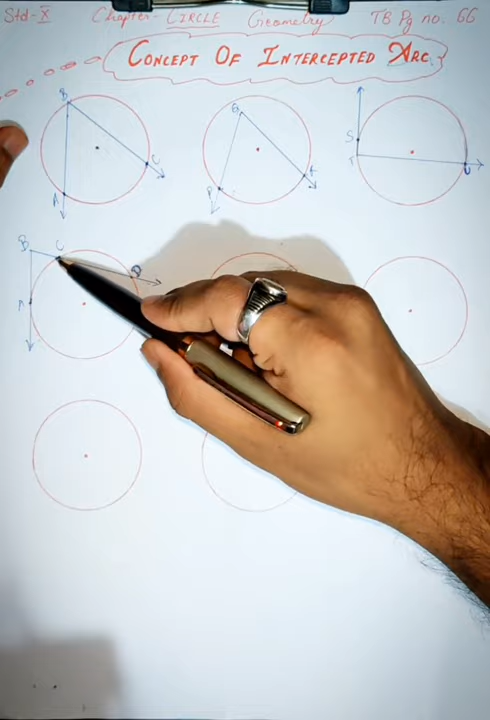 Std-X Chapter- CIRCLE Geometry TB Pg no. 66
CONCEPT OF INTERCEPTED ARC
B
C
A
S
T
B
C
D
A